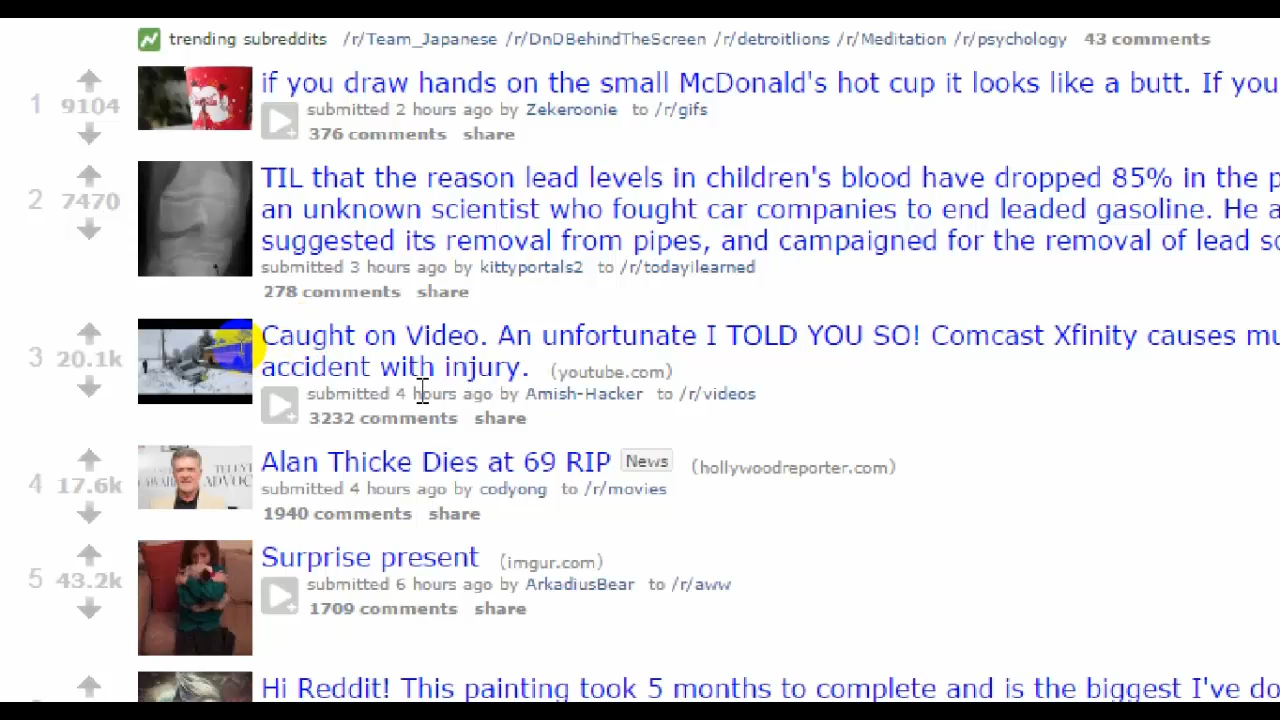 trending subreddits /r/Team_Japanese /r/DnDBehindTheScreen /r/detroitlions /r/Meditation /r/psychology 43 comments
1 9104 if you draw hands on the small McDonald's hot cup it looks like a butt. If you
submitted 2 hours ago by Zekeroonie to /r/gifs
376 comments share
TIL that the reason lead levels in children's blood have dropped 85% in the p
2 7470 an unknown scientist who fought car companies to end leaded gasoline. He a
suggested its removal from pipes, and campaigned for the removal of lead so
submitted 3 hours ago by kittyportals2 to /r/todayilearned
278 comments share
Caught on Video. An unfortunate I TOLD YOU SO! Comcast Xfinity causes mu
3 20.1k accident with injury. (youtube.com)
submitted 4 hours ago by Amish-Hacker to /r/videos
3232 comments share
Alan Thicke Dies at 69 RIP News (hollywoodreporter.com)
4 17.6k submitted 4 hours ago by codyong to /r/movies
1940 comments share
Surprise present (imgur.com)
5 43.2k submitted 6 hours ago by ArkadiusBear to /r/aww
1709 comments share
Hi Reddit! This painting took 5 months to complete and is the biggest I've do